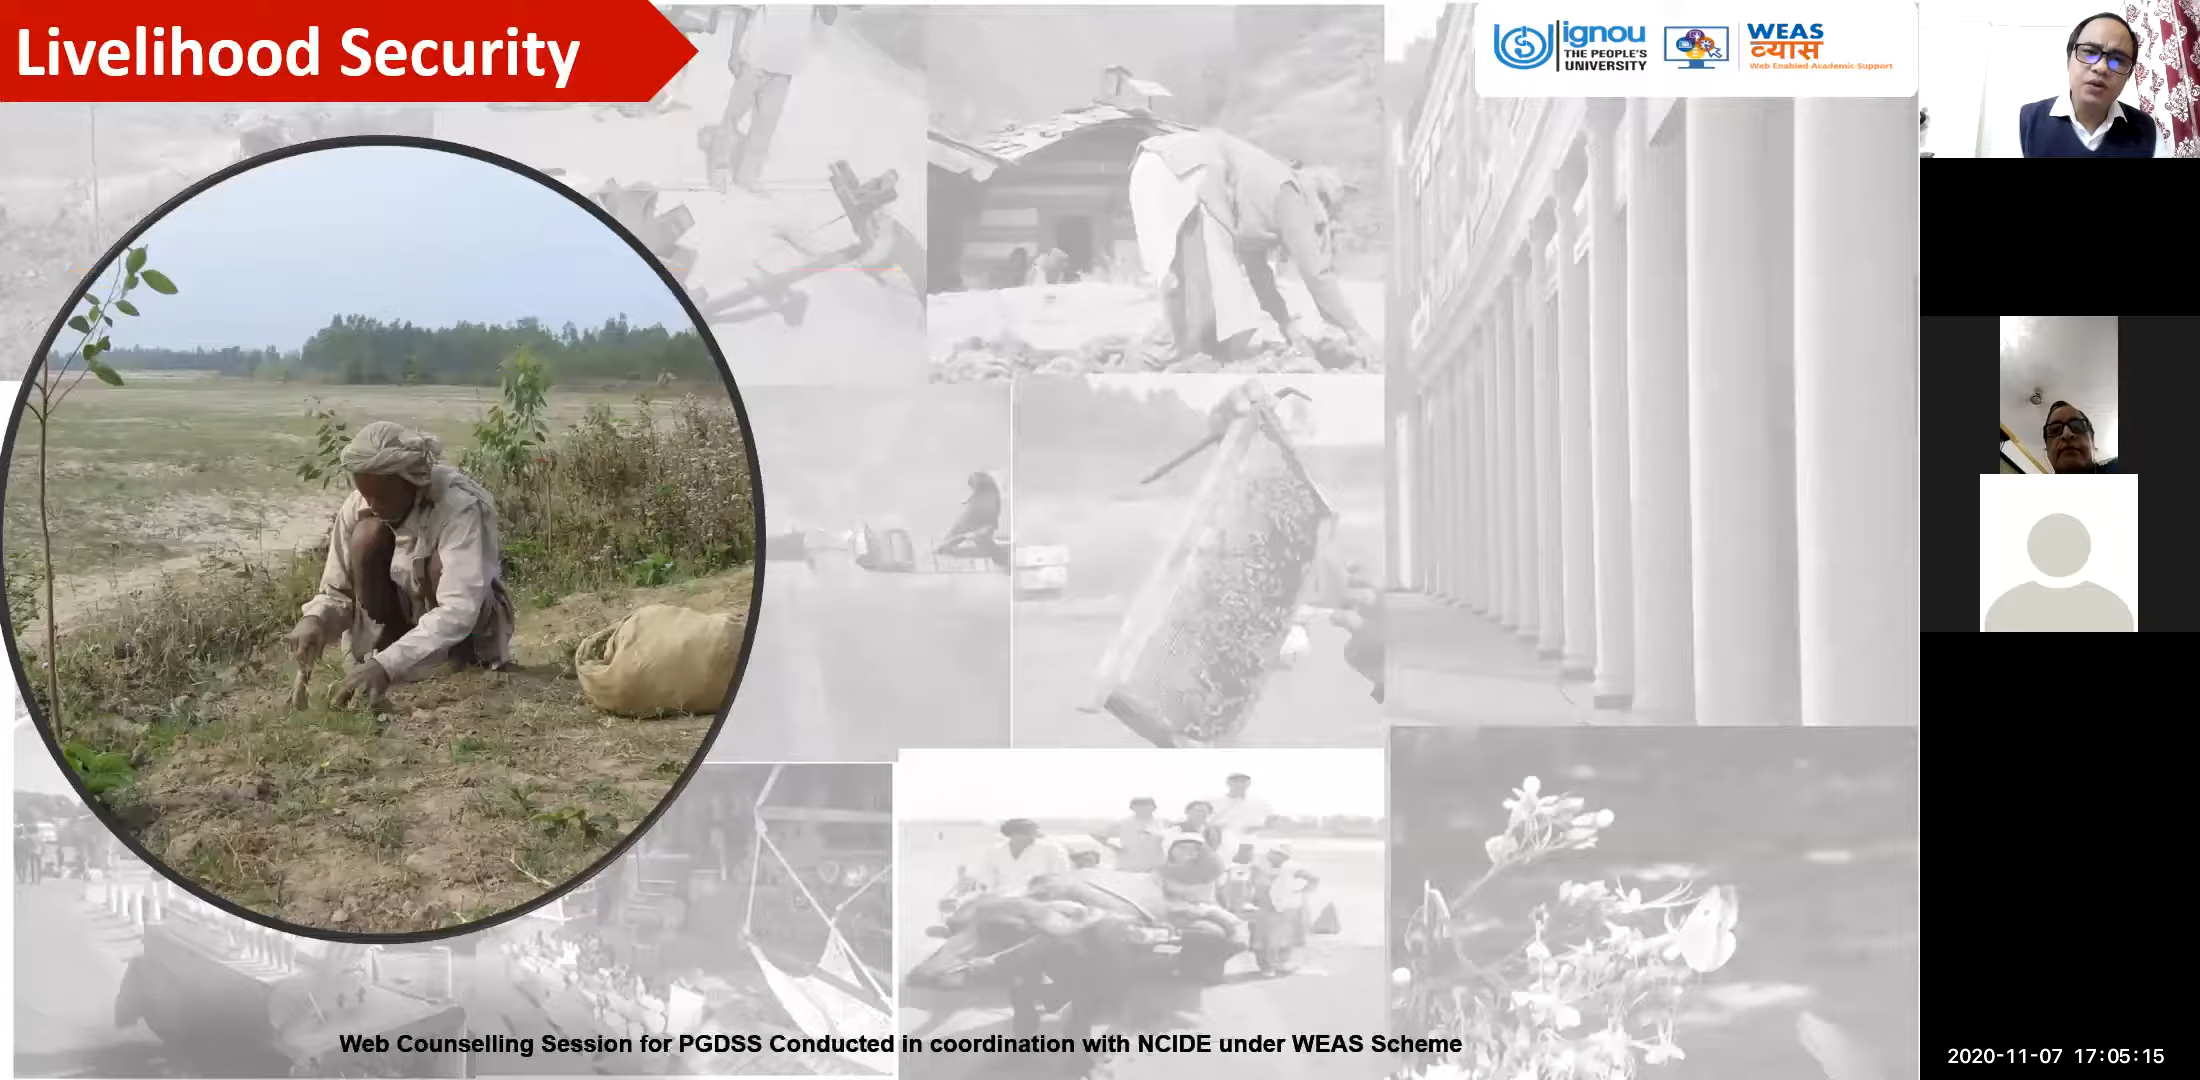 Livelihood Security
ignou
THE PEOPLE'S
UNIVERSITY
WEAS
व्यास
Web Enabled Academic Support
Web Counselling Session for PGDSS Conducted in coordination with NCIDE under WEAS Scheme
2020-11-07 17:05:15